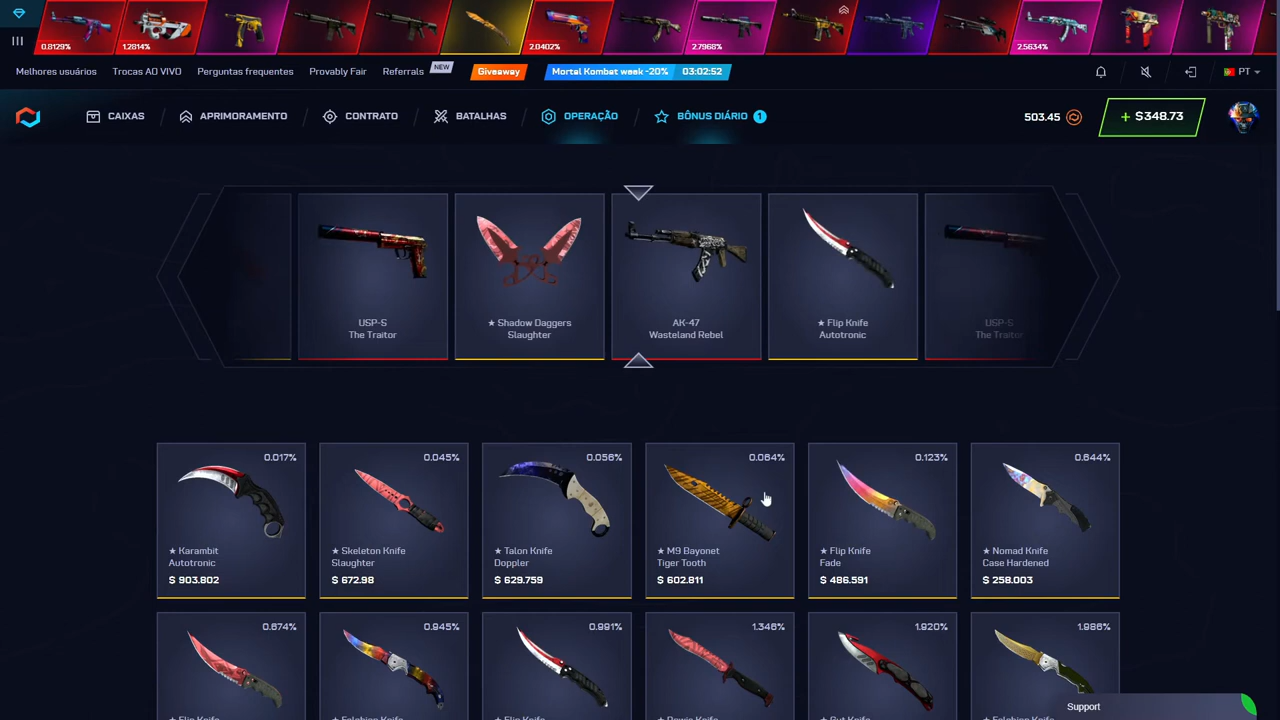 0.8129%
1.2814%
2.0402%
2.7968%
2.5634%
Melhores usuários
Trocas AO VIVO
Perguntas frequentes
Provably Fair
Referrals
NEW
Giveaway
Mortal Kombat week -20%
03:02:52
PT
CAIXAS
APRIMORAMENTO
CONTRATO
BATALHAS
OPERAÇÃO
BÔNUS DIÁRIO
1
503.45
+ $348.73
USP-S
The Traitor
★ Shadow Daggers
Slaughter
AK-47
Wasteland Rebel
★ Flip Knife
Autotronic
USP-S
The Traitor
0.017%
★ Karambit
Autotronic
$ 903.802
0.045%
★ Skeleton Knife
Slaughter
$ 672.98
0.056%
★ Talon Knife
Doppler
$ 629.759
0.064%
★ M9 Bayonet
Tiger Tooth
$ 602.811
0.123%
★ Flip Knife
Fade
$ 486.591
0.644%
★ Nomad Knife
Case Hardened
$ 258.003
0.674%
0.945%
0.991%
1.346%
1.920%
1.986%
Support